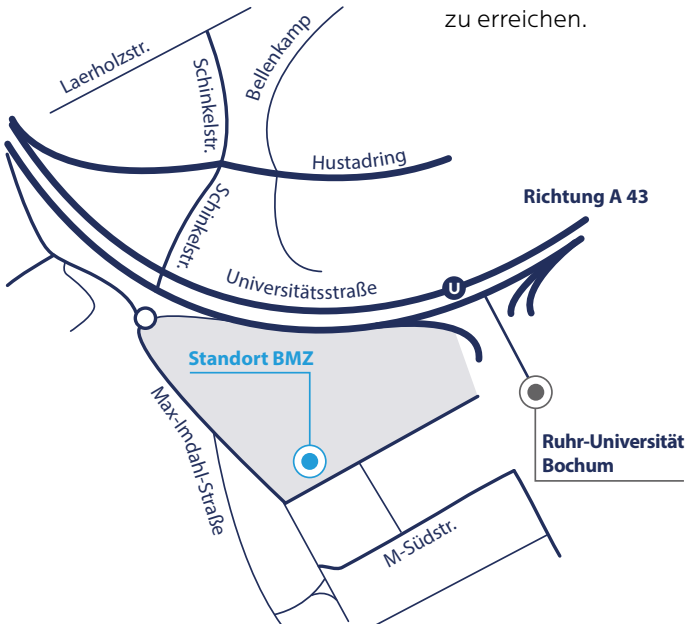 zu erreichen.
Laerholzstr.
Schinkelstr.
Bellenkamp
Hustadring
Schinkelstr.
Richtung A 43
Universitätsstraße
U
Standort BMZ
Max-Imdahl-Straße
Ruhr-Universität
Bochum
M-Südstr.